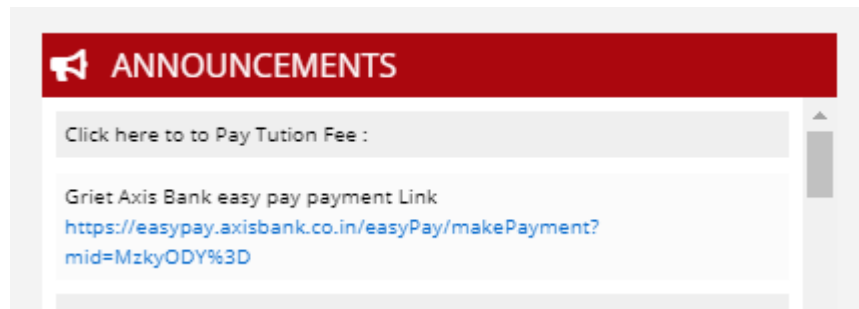 ANNOUNCEMENTS
Click here to to Pay Tution Fee :
Griet Axis Bank easy pay payment Link
https://easypay.axisbank.co.in/easyPay/makePayment?
mid=MzkyODY%3D